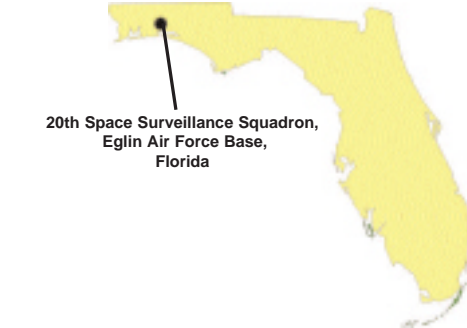 20th Space Surveillance Squadron,
Eglin Air Force Base,
Florida